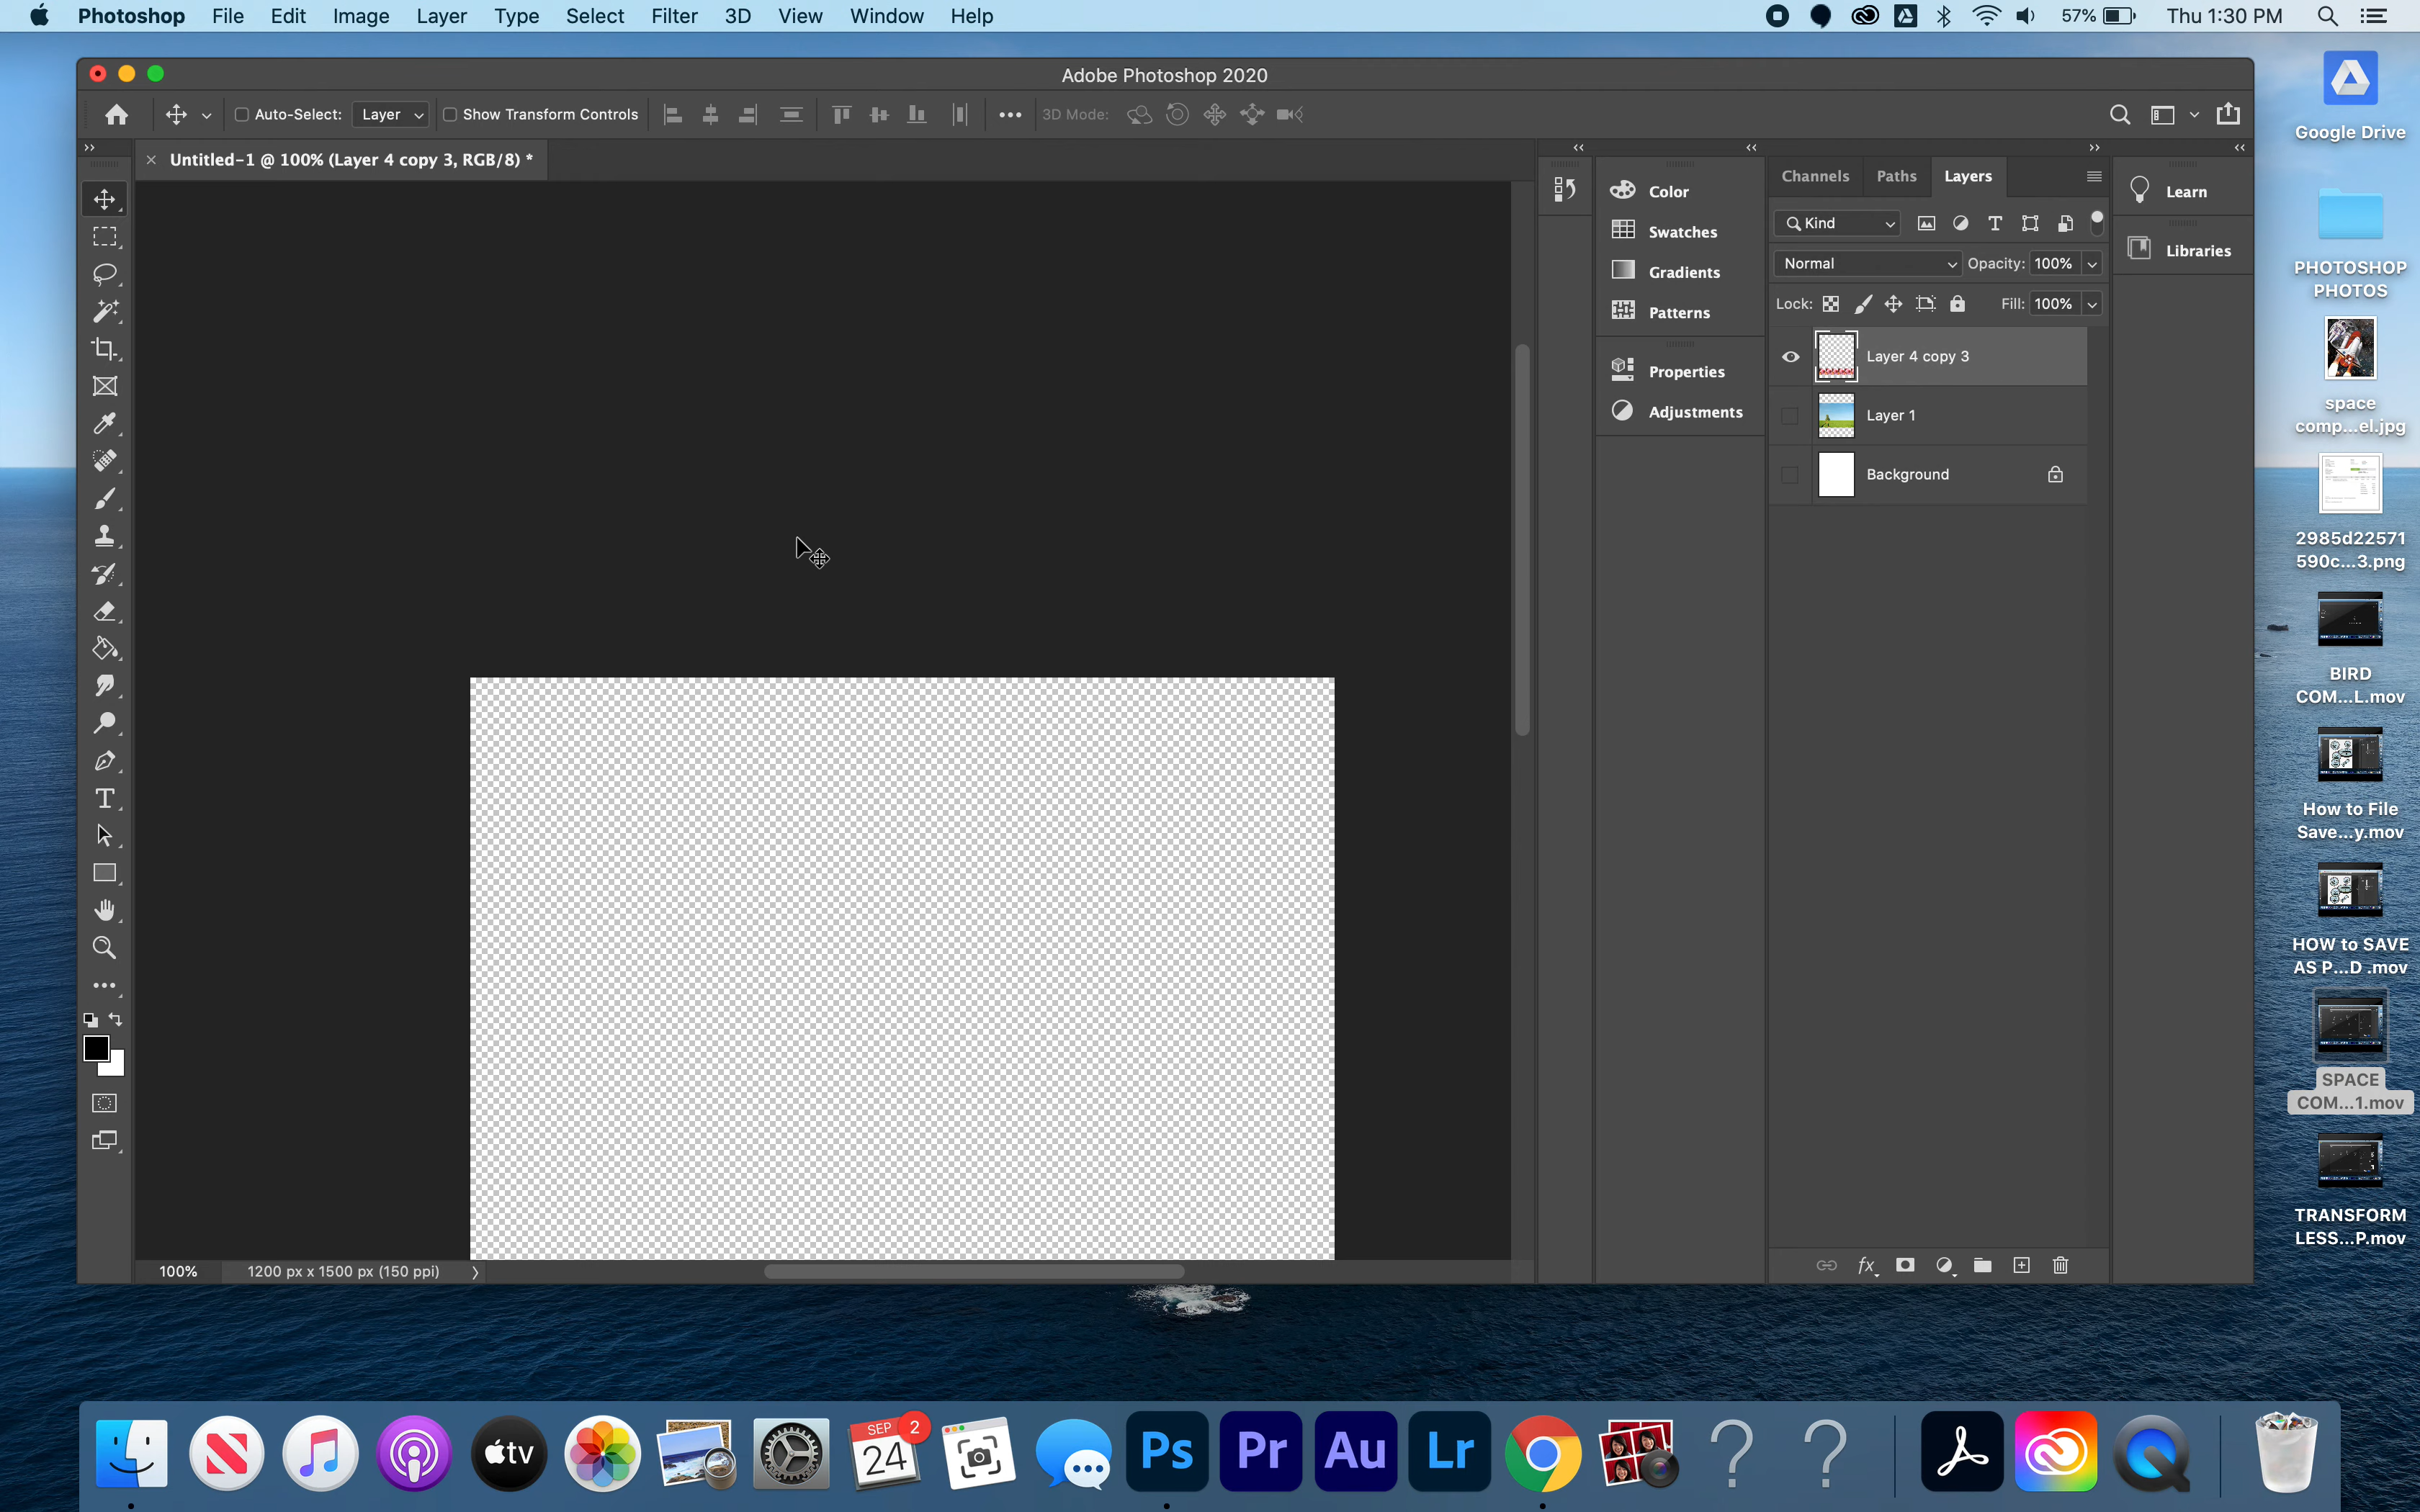 Photoshop File Edit Image Layer Type Select Filter 3D View Window Help 57% Thu 1:30 PM
Adobe Photoshop 2020
Auto-Select: Layer Show Transform Controls 3D Mode:
Untitled-1 @ 100% (Layer 4 copy 3, RGB/8) *
Color
Swatches
Gradients
Patterns
Properties
Adjustments
Channels Paths Layers
Kind
Normal Opacity: 100%
Lock: Fill: 100%
Layer 4 copy 3
Layer 1
Background
Learn
Libraries
100% 1200 px x 1500 px (150 ppi)
Google Drive
PHOTOSHOP
PHOTOS
space
comp...el.jpg
2985d22571
590c...3.png
BIRD
COM...L.mov
How to File
Save...y.mov
HOW to SAVE
AS P...D .mov
SPACE
COM...1.mov
TRANSFORM
LESS...P.mov
tv
SEP 2
24
Ps Pr Au Lr